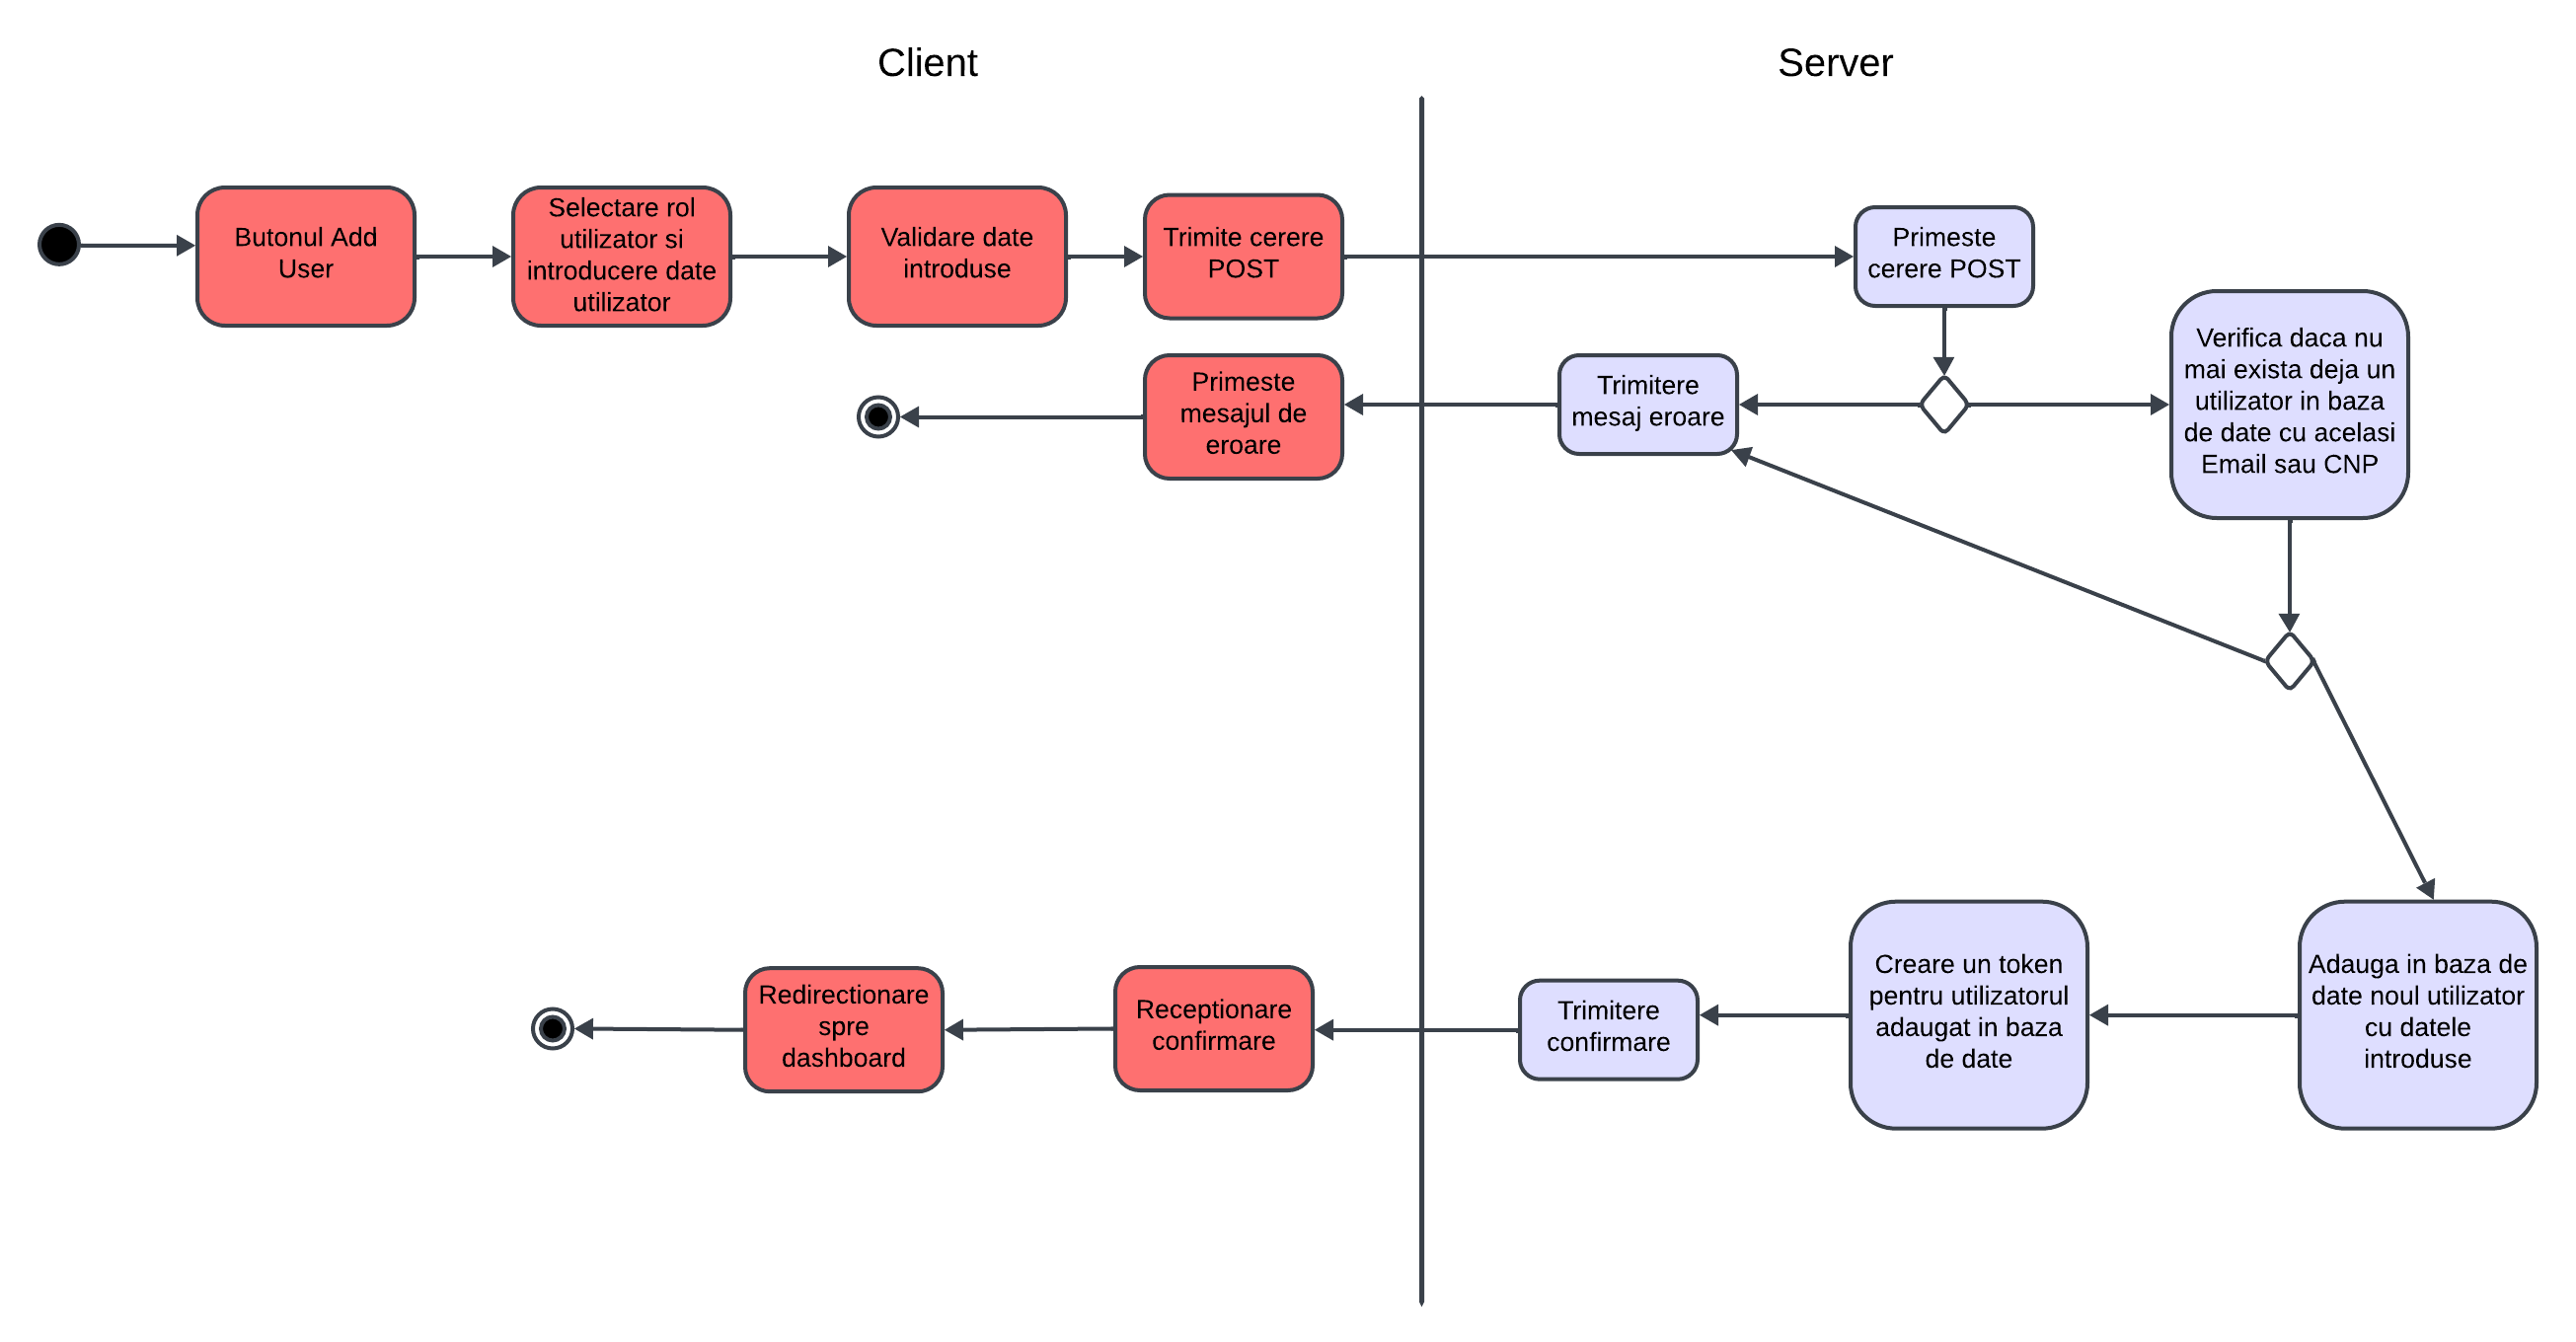 Client
Server
Butonul Add
User
Selectare rol
utilizator si
introducere date
utilizator
Validare date
introduse
Trimite cerere
POST
Primeste
cerere POST
Primeste
mesajul de
eroare
Trimitere
mesaj eroare
Verifica daca nu
mai exista deja un
utilizator in baza
de date cu acelasi
Email sau CNP
Redirectionare
spre
dashboard
Receptionare
confirmare
Trimitere
confirmare
Creare un token
pentru utilizatorul
adaugat in baza
de date
Adauga in baza de
date noul utilizator
cu datele
introduse